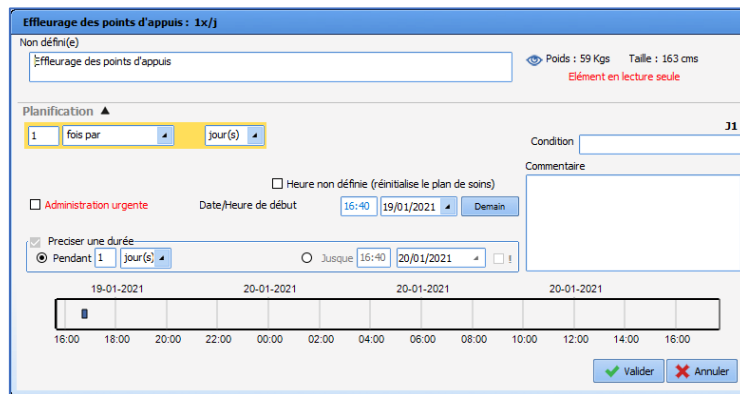 Effleurage des points d'appuis : 1x/j
Non défini(e)
Effleurage des points d'appuis
Poids : 59 Kgs Taille : 163 cms
Elément en lecture seule
Planification ▲
1 fois par jour(s)
J1
Condition
Commentaire
Heure non définie (réinitialise le plan de soins)
Administration urgente Date/Heure de début 16:40 19/01/2021 Demain
Preciser une durée
Pendant 1 jour(s) Jusque 16:40 20/01/2021 !
19-01-2021 20-01-2021 20-01-2021 20-01-2021
16:00 18:00 20:00 22:00 00:00 02:00 04:00 06:00 08:00 10:00 12:00 14:00 16:00
Valider Annuler